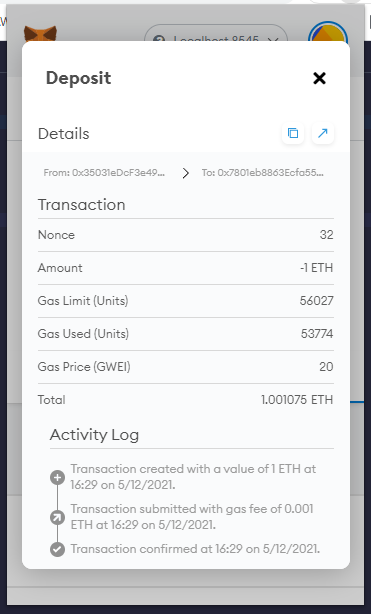 Localhost 8545
Deposit
Details
From: 0x35031eDcF3e49... To: 0x7801eb8863Ecfa55...
Transaction
Nonce 32
Amount -1 ETH
Gas Limit (Units) 56027
Gas Used (Units) 53774
Gas Price (GWEI) 20
Total 1.001075 ETH
Activity Log
Transaction created with a value of 1 ETH at
16:29 on 5/12/2021.
Transaction submitted with gas fee of 0.001
ETH at 16:29 on 5/12/2021.
Transaction confirmed at 16:29 on 5/12/2021.